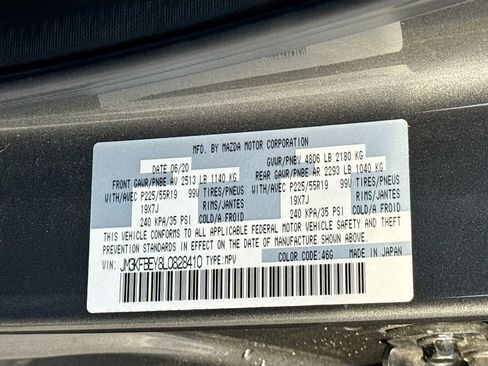 MFD. BY MAZDA MOTOR CORPORATION
DATE 06/20 GVWR/PNBV 4806 LB 2180 KG
FRONT GAWR/PNBE AV 2513 LB 1140 KG REAR GAWR/PNBE AR 2293 LB 1040 KG
WITH/AVEC P225/55R19 99V TIRES/PNEUS WITH/AVEC P225/55R19 99V TIRES/PNEUS
19X7J RIMS/JANTES 19X7J RIMS/JANTES
240 KPA/35 PSI COLD/A FROID 240 KPA/35 PSI COLD/A FROID
THIS VEHICLE CONFORMS TO ALL APPLICABLE FEDERAL MOTOR VEHICLE SAFETY AND THEFT
PREVENTION STANDARDS IN EFFECT ON THE DATE OF MANUFACTURE SHOWN ABOVE.
VIN: JM3KFBEY8L0828410 TYPE:MPV COLOR CODE:46G MADE IN JAPAN